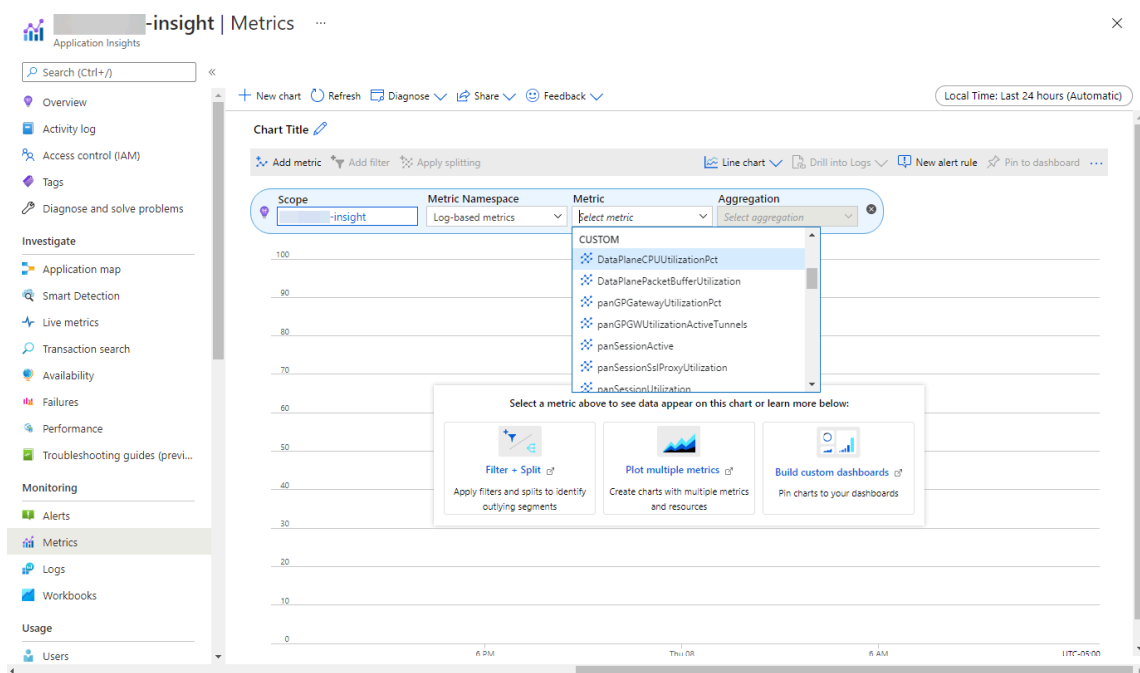 -insight | Metrics ...
Application Insights
Search (Ctrl+/)
«
Overview
Activity log
Access control (IAM)
Tags
Diagnose and solve problems
Investigate
Application map
Smart Detection
Live metrics
Transaction search
Availability
Failures
Performance
Troubleshooting guides (previ...
Monitoring
Alerts
Metrics
Logs
Workbooks
Usage
Users
New chart Refresh Diagnose Share Feedback
Local Time: Last 24 hours (Automatic)
Chart Title
Add metric Add filter Apply splitting
Line chart Drill into Logs New alert rule Pin to dashboard ...
Scope Metric Namespace Metric Aggregation
-insight Log-based metrics Select metric Select aggregation
CUSTOM
DataPlaneCPUUtilizationPct
DataPlanePacketBufferUtilization
panGPGatewayUtilizationPct
panGPGWUtilizationActiveTunnels
panSessionActive
panSessionSslProxyUtilization
panSessionUtilization
100
90
80
70
60
50
40
30
20
10
0
Select a metric above to see data appear on this chart or learn more below:
Filter + Split
Apply filters and splits to identify
outlying segments
Plot multiple metrics
Create charts with multiple metrics
and resources
Build custom dashboards
Pin charts to your dashboards
6 PM Thu 08 6 AM UTC-05:00